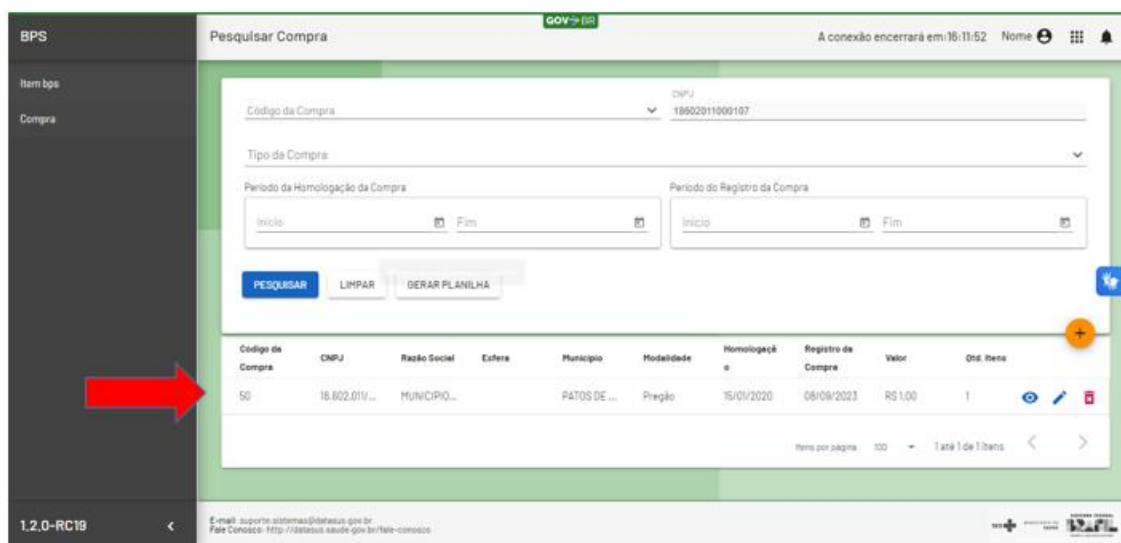 GOV BR
BPS
Pesquisar Compra
A conexão encerrará em: 16:11:52 Nome
Item bps
Compra
Código da Compra
CNPJ
18602011000107
Tipo da Compra
Período da Homologação da Compra
Período do Registro da Compra
Início Fim
Início Fim
PESQUISAR LIMPAR GERAR PLANILHA
+
Código da Compra CNPJ Razão Social Esfera Município Modalidade Homologação Registro da Compra Valor Qtd. Itens
50 18.602.011/... MUNICIPIO... PATOS DE ... Pregão 15/01/2020 08/09/2023 R$ 1,00 1
Itens por página 100 1 até 1 de 1 itens
1.2.0-RC19
E-mail: suporte.sistemas@datasus.gov.br
Fale Conosco: http://datasus.saude.gov.br/fale-conosco
SUS
BRASIL